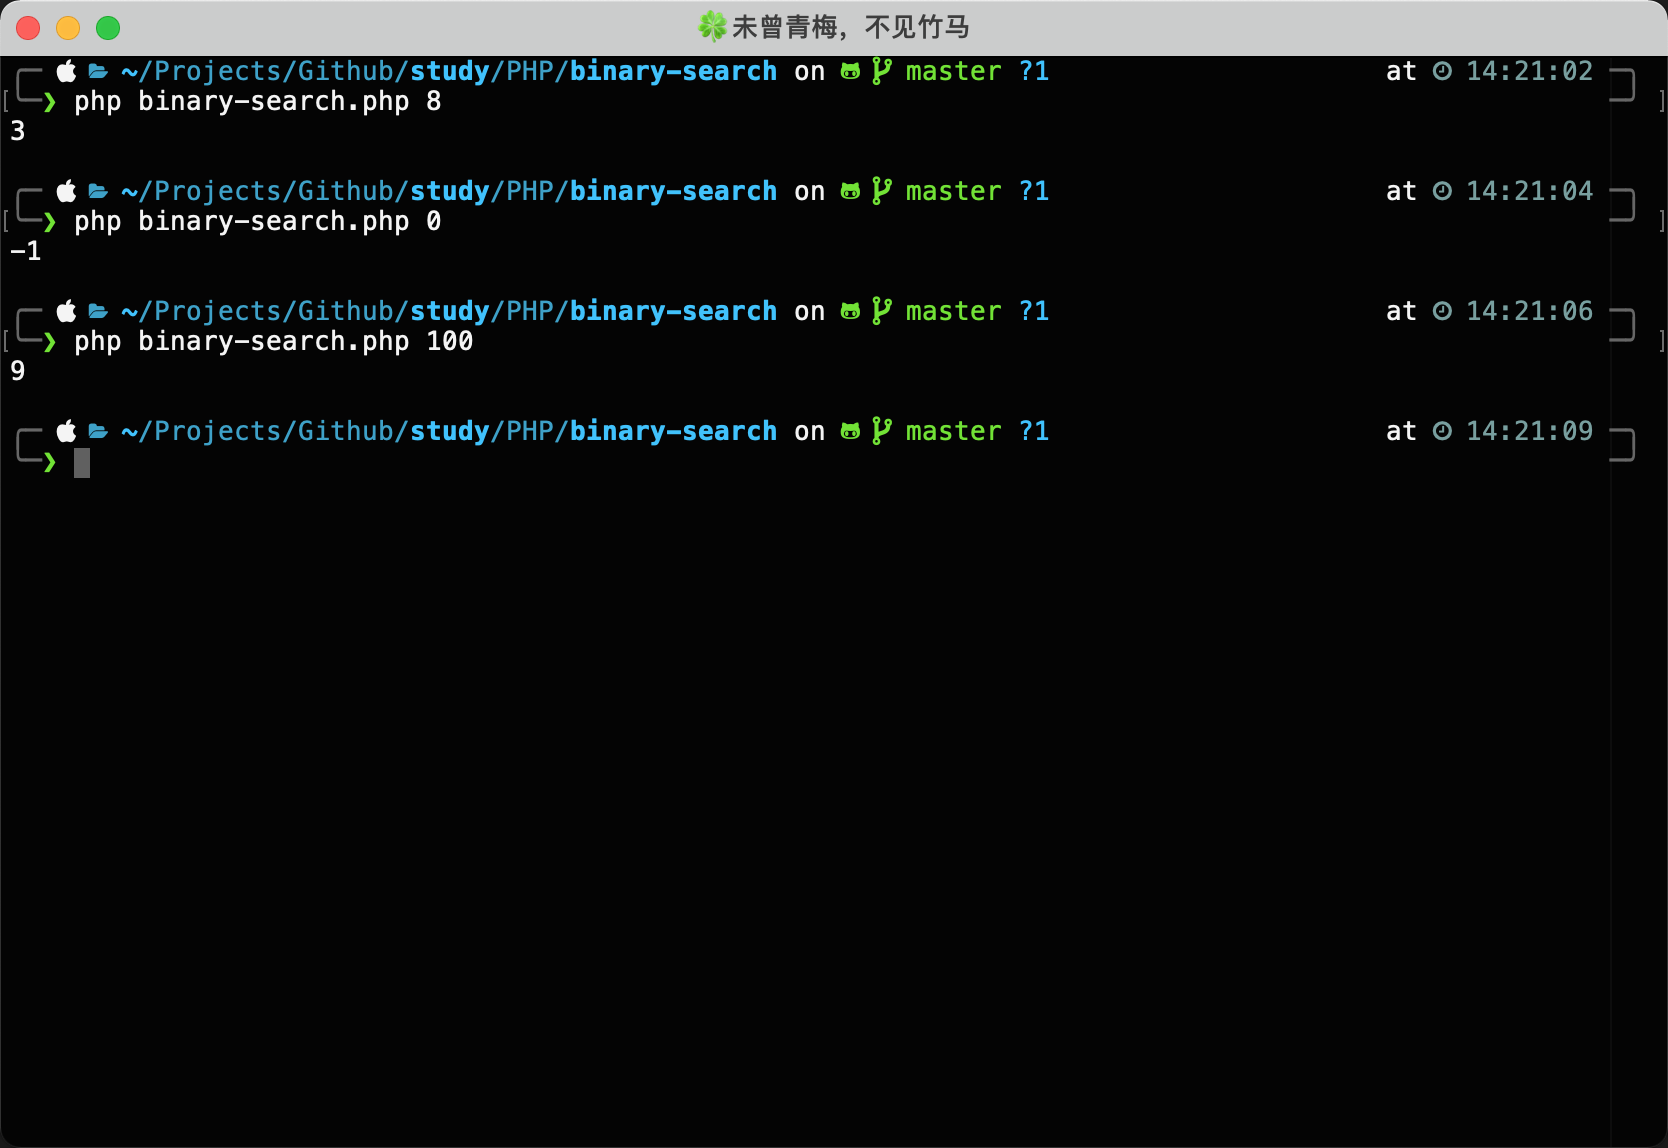 🍀未曾青梅，不见竹马
~/Projects/Github/study/PHP/binary-search on master ?1 at 14:21:02
❯ php binary-search.php 8
3
~/Projects/Github/study/PHP/binary-search on master ?1 at 14:21:04
❯ php binary-search.php 0
-1
~/Projects/Github/study/PHP/binary-search on master ?1 at 14:21:06
❯ php binary-search.php 100
9
~/Projects/Github/study/PHP/binary-search on master ?1 at 14:21:09
❯